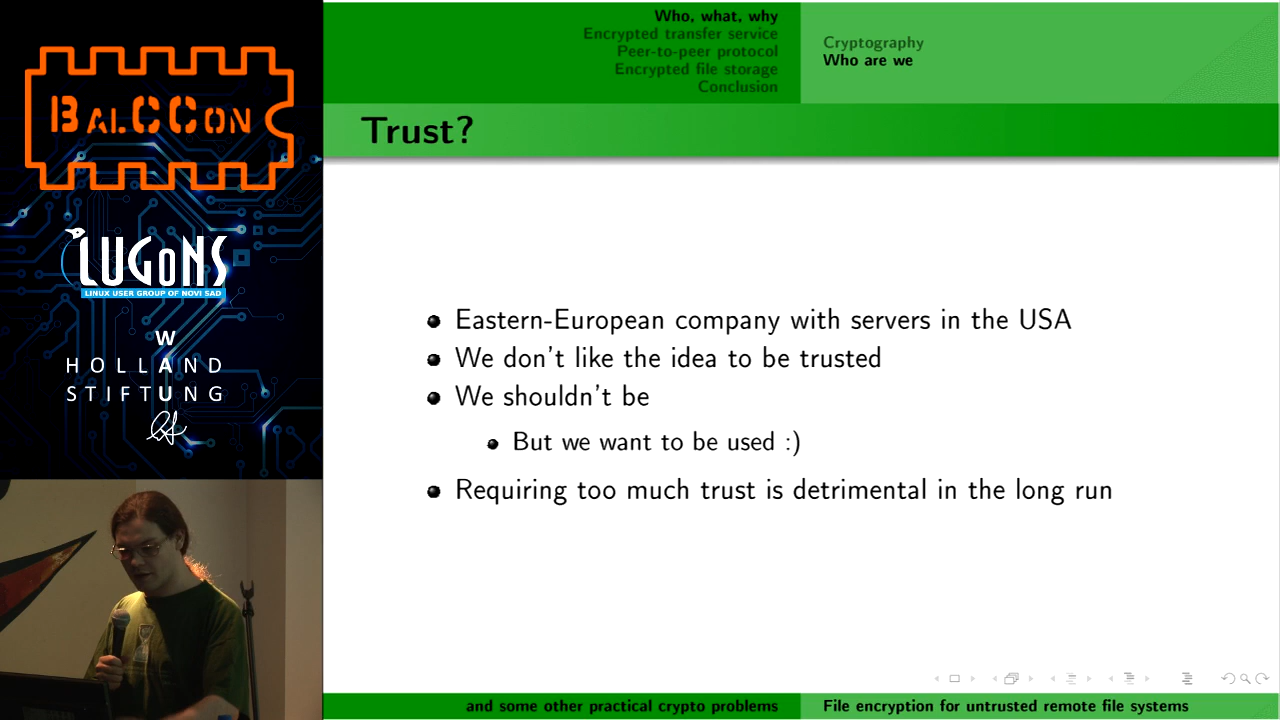 BALCCON
LUGONS
LINUX USER GROUP OF NOVI SAD
W
HOLLAND
STIFTUNG
Who, what, why
Encrypted transfer service
Peer-to-peer protocol
Encrypted file storage
Conclusion
Cryptography
Who are we
Trust?
Eastern-European company with servers in the USA
We don't like the idea to be trusted
We shouldn't be
But we want to be used :)
Requiring too much trust is detrimental in the long run
and some other practical crypto problems
File encryption for untrusted remote file systems